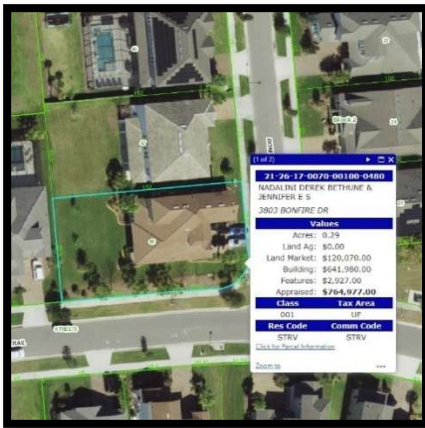 (1 of 2)
21-26-17-0070-00100-0480
NADALINI DEREK BETHUNE &
JENNIFER E S
3803 BONFIRE DR
Values
Acres: 0.29
Land Ag: $0.00
Land Market: $120,070.00
Building: $641,980.00
Features: $2,927.00
Appraised: $764,977.00
Class Tax Area
001 UF
Res Code Comm Code
STRV STRV
Click for Parcel Information
Zoom to
Block 2